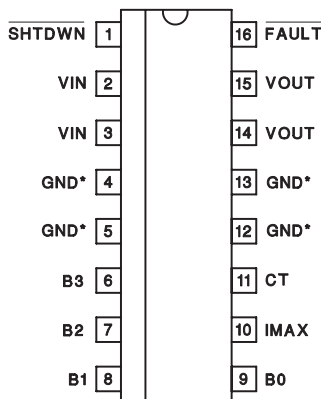 SHTDWN 1 16 FAULT
VIN 2 15 VOUT
VIN 3 14 VOUT
GND* 4 13 GND*
GND* 5 12 GND*
B3 6 11 CT
B2 7 10 IMAX
B1 8 9 B0